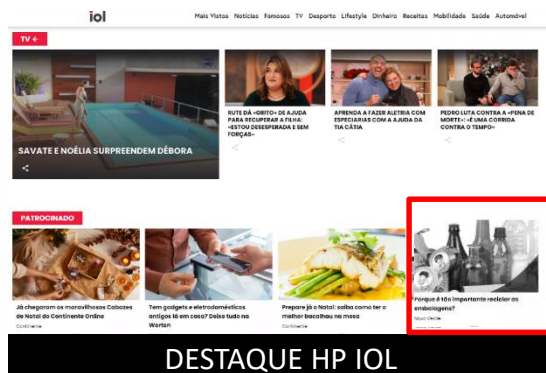 iol
Mais Vistos Notícias Famosos TV Desporto Lifestyle Dinheiro Receitas Mobilidade Saúde Automóvel
TV
SAVATE E NOÉLIA SURPREENDEM DÉBORA
RUTE DÁ «GRITO» DE AJUDA
PARA RECUPERAR A FILHA:
«ESTOU DESESPERADA E SEM
FORÇAS»
APRENDA A FAZER ALETRIA COM
ESPECIARIAS COM A AJUDA DA
TIA CÁTIA
PEDRO LUTA CONTRA A «PENA DE
MORTE»: «É UMA CORRIDA
CONTRA O TEMPO»
PATROCINADO
Já chegaram os maravilhosos Cabazes
de Natal do Continente Online
Continente
Tem gadgets e eletrodomésticos
antigos lá em casa? Deixe tudo na
Worten
Prepare já o Natal: saiba como ter o
melhor bacalhau na mesa
Continente
Porque é tão importante reciclar as
embalagens?
Novo Verde
DESTAQUE HP IOL